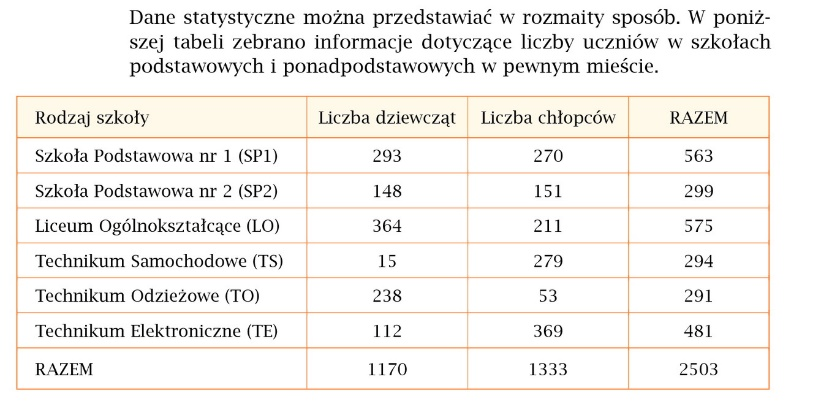 Dane statystyczne można przedstawiać w rozmaity sposób. W poniż-
szej tabeli zebrano informacje dotyczące liczby uczniów w szkołach
podstawowych i ponadpodstawowych w pewnym mieście.
Rodzaj szkoły Liczba dziewcząt Liczba chłopców RAZEM
Szkoła Podstawowa nr 1 (SP1) 293 270 563
Szkoła Podstawowa nr 2 (SP2) 148 151 299
Liceum Ogólnokształcące (LO) 364 211 575
Technikum Samochodowe (TS) 15 279 294
Technikum Odzieżowe (TO) 238 53 291
Technikum Elektroniczne (TE) 112 369 481
RAZEM 1170 1333 2503